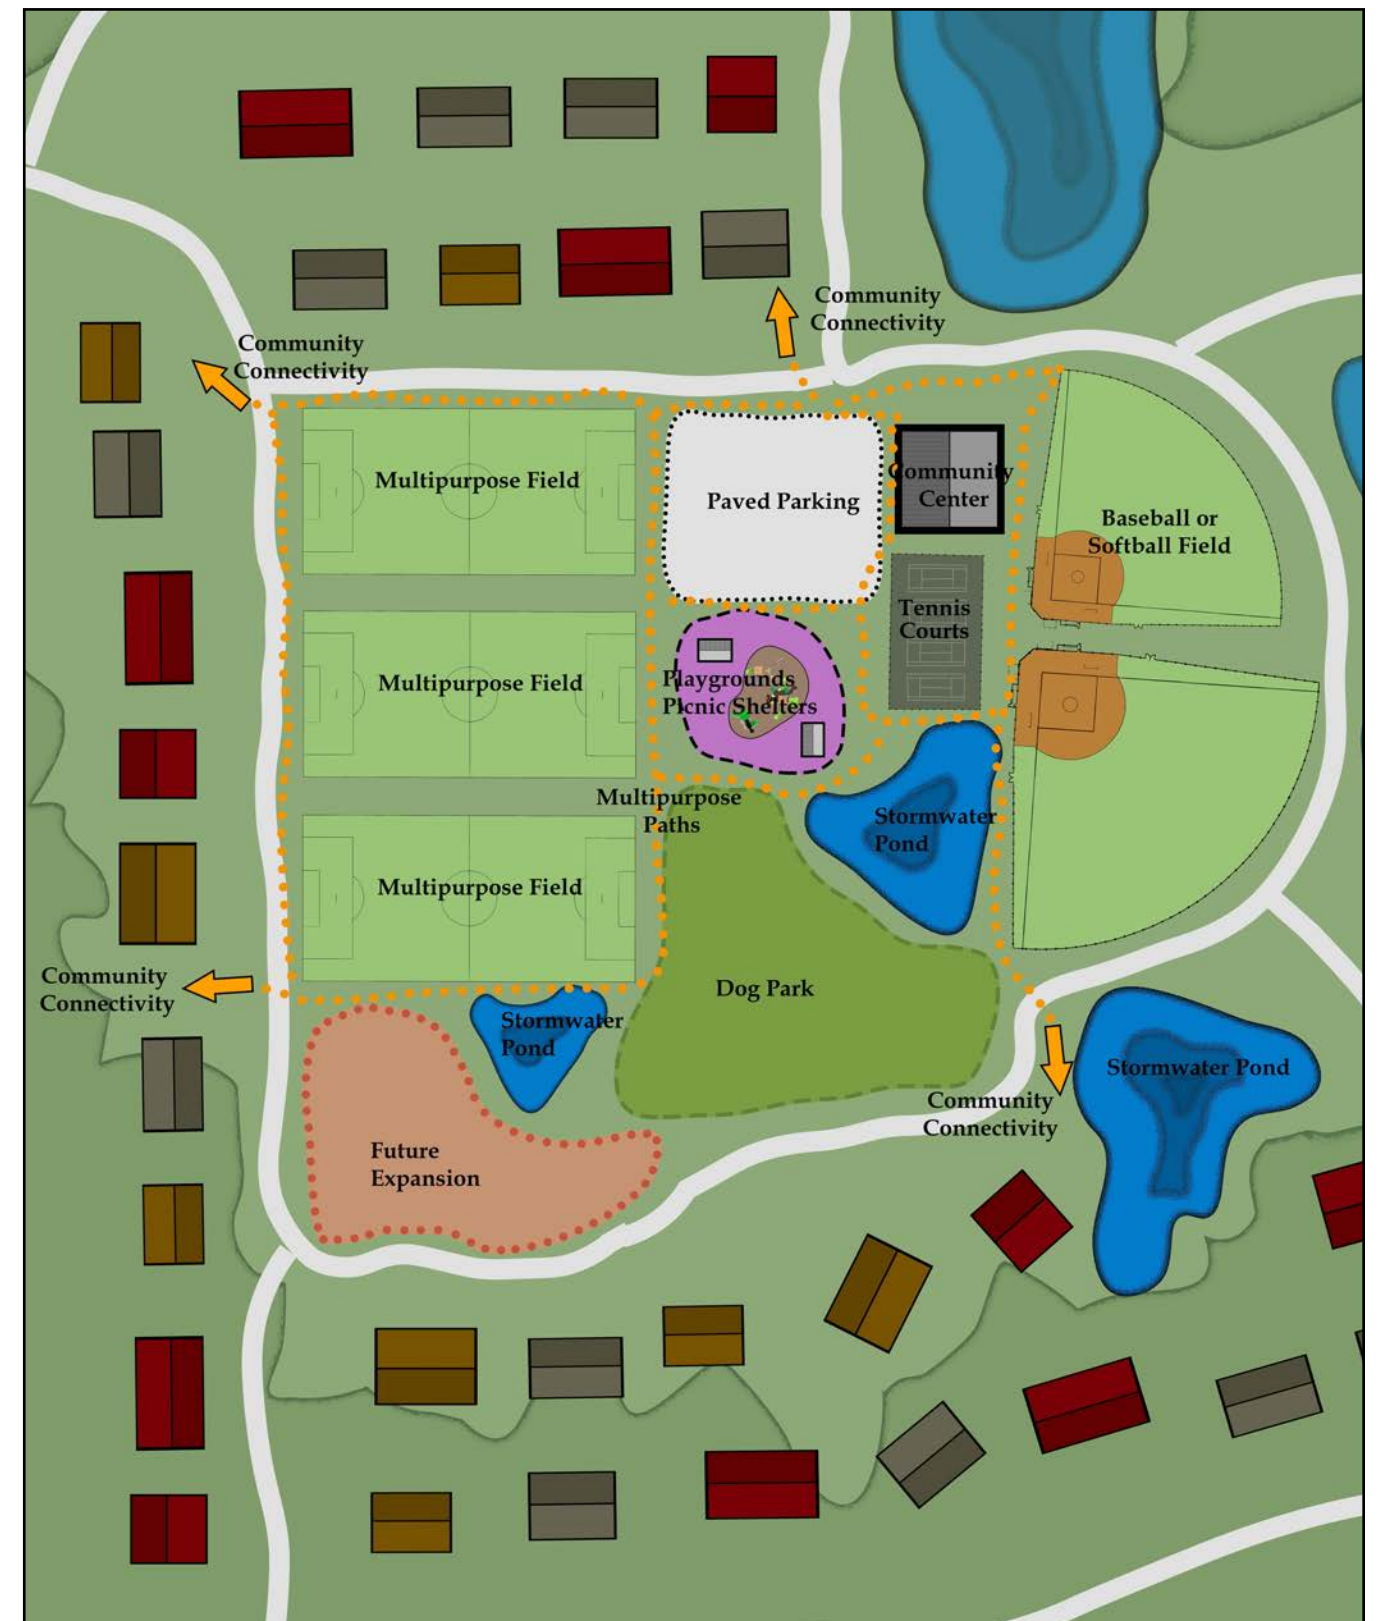 Community
Connectivity
Community
Connectivity
Multipurpose Field
Paved Parking
Community
Center
Baseball or
Softball Field
Tennis
Courts
Multipurpose Field
Playgrounds
Picnic Shelters
Multipurpose
Paths
Stormwater
Pond
Multipurpose Field
Community
Connectivity
Dog Park
Stormwater
Pond
Stormwater Pond
Community
Connectivity
Future
Expansion